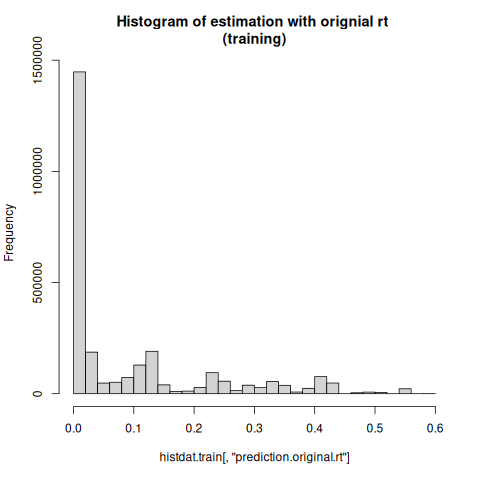 Histogram of estimation with orignial rt
(training)
1500000
1000000
500000
0
Frequency
0.0 0.1 0.2 0.3 0.4 0.5 0.6
histdat.train[, "prediction.original.rt"]